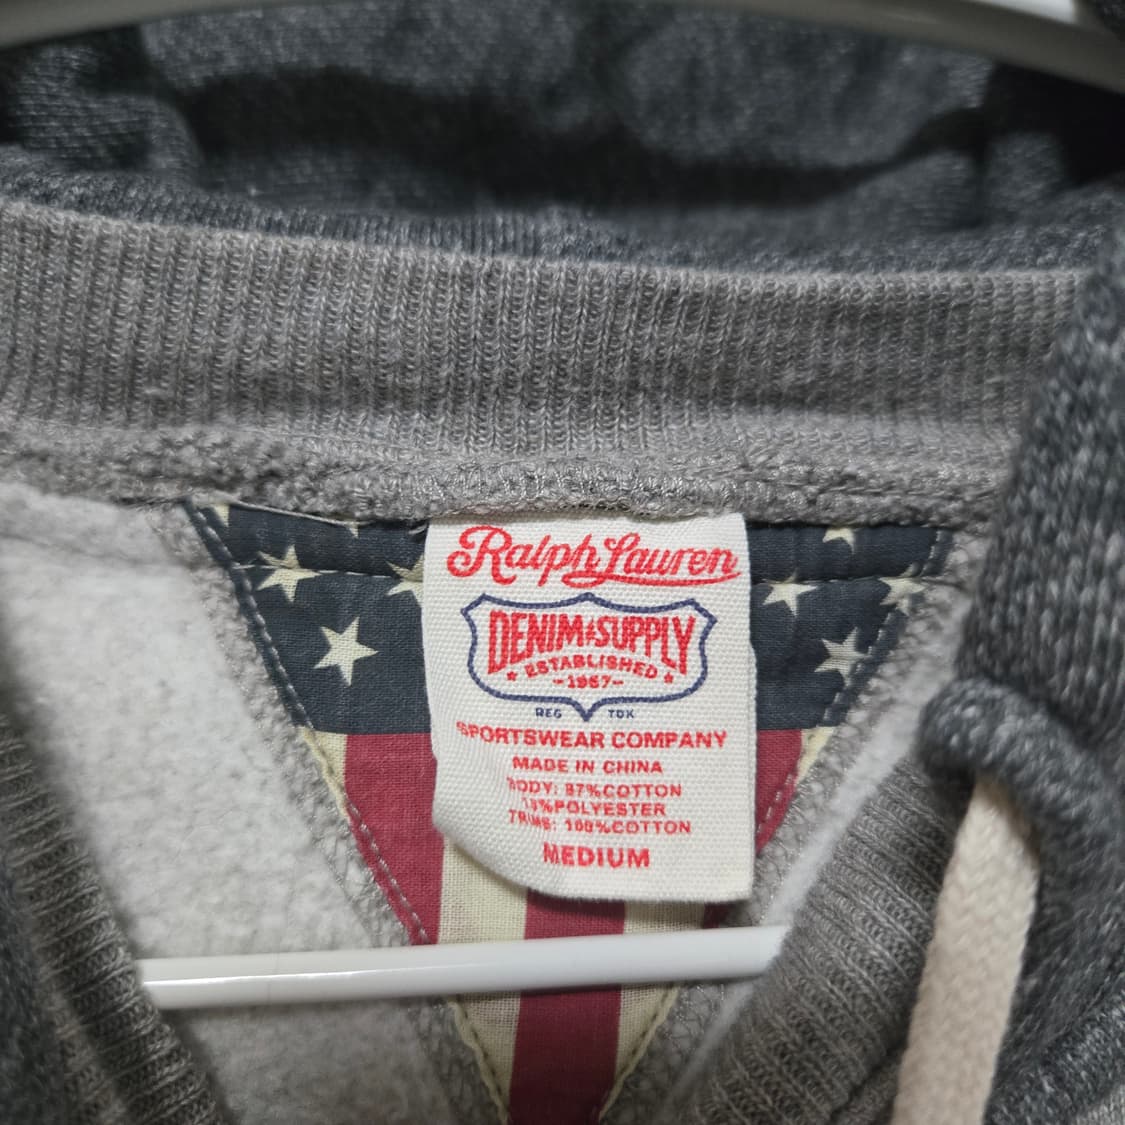 Ralph Lauren
DENIM & SUPPLY
★ ESTABLISHED ★
-1967-
REG TDK
SPORTSWEAR COMPANY
MADE IN CHINA
BODY: 87%COTTON
13%POLYESTER
TRIMS: 100%COTTON
MEDIUM